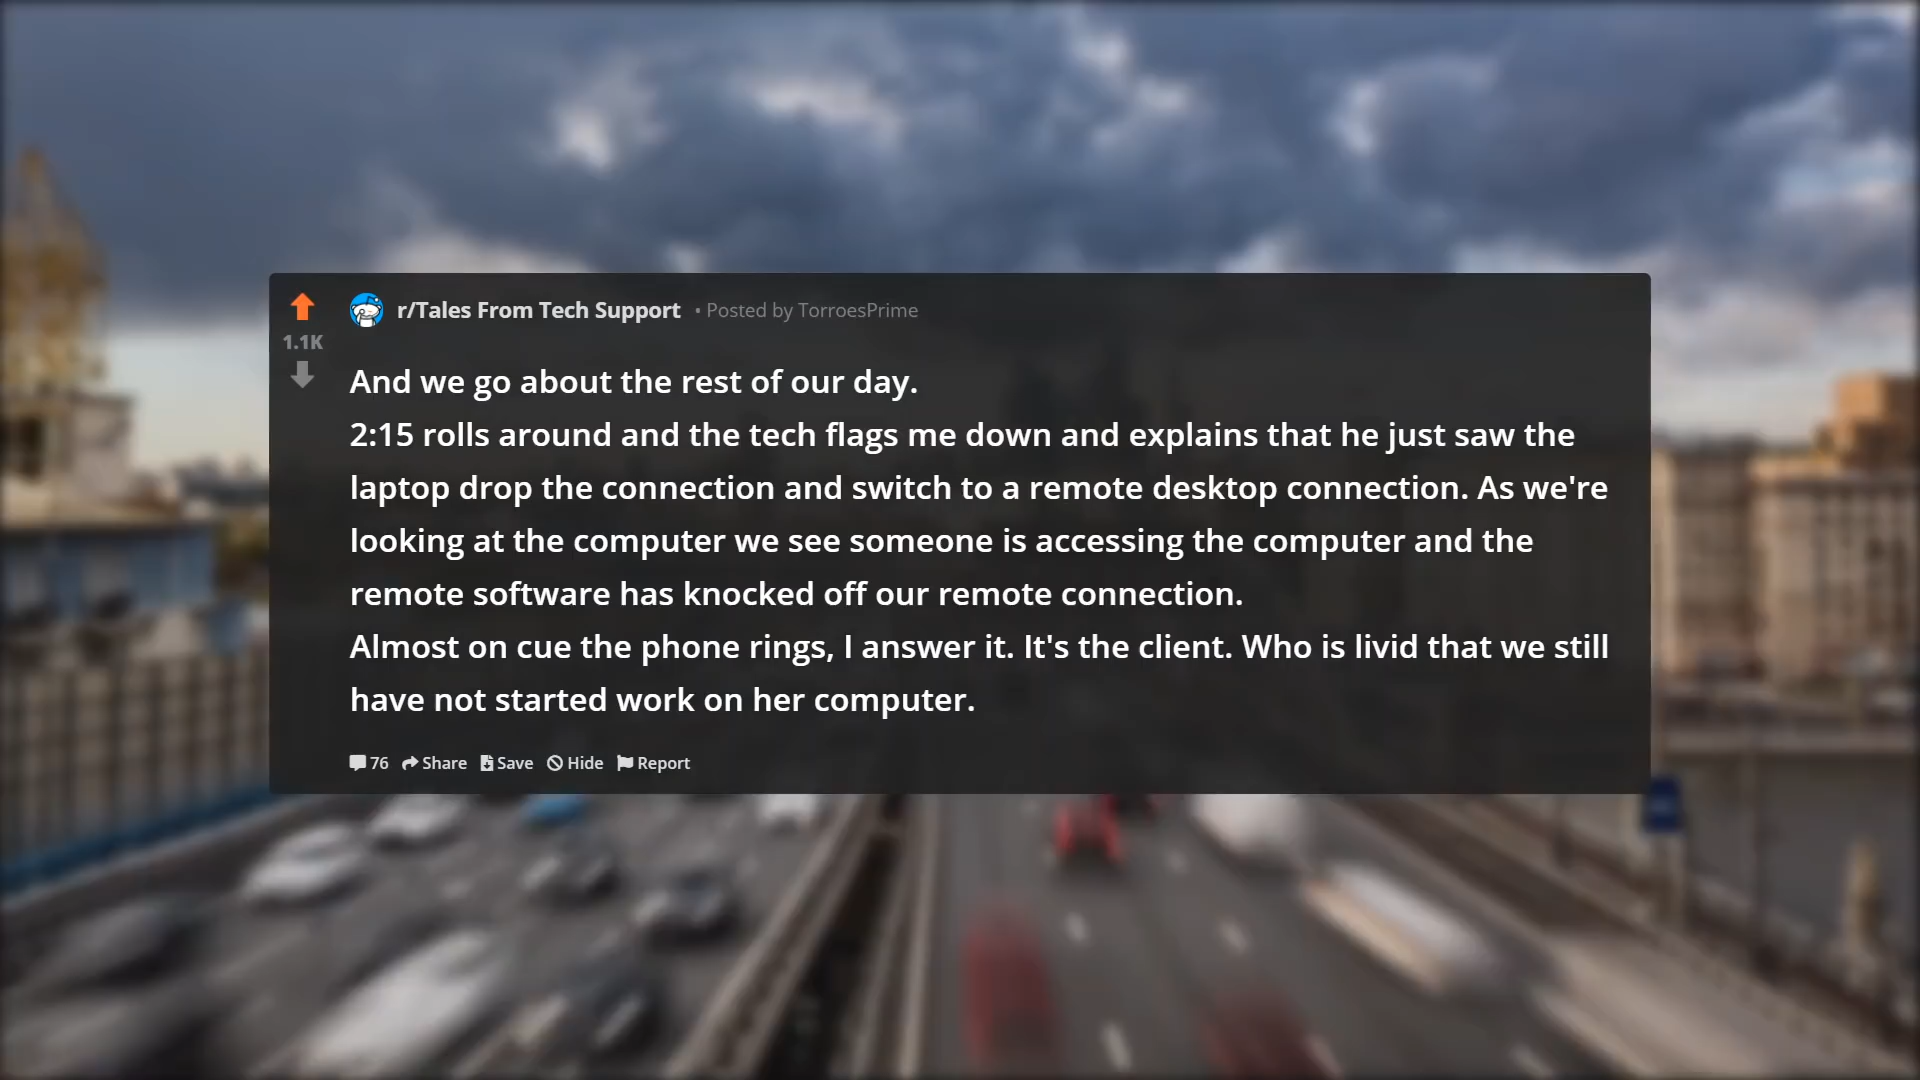 r/Tales From Tech Support • Posted by TorroesPrime
1.1K
And we go about the rest of our day.
2:15 rolls around and the tech flags me down and explains that he just saw the
laptop drop the connection and switch to a remote desktop connection. As we're
looking at the computer we see someone is accessing the computer and the
remote software has knocked off our remote connection.
Almost on cue the phone rings, I answer it. It's the client. Who is livid that we still
have not started work on her computer.
76 Share Save Hide Report